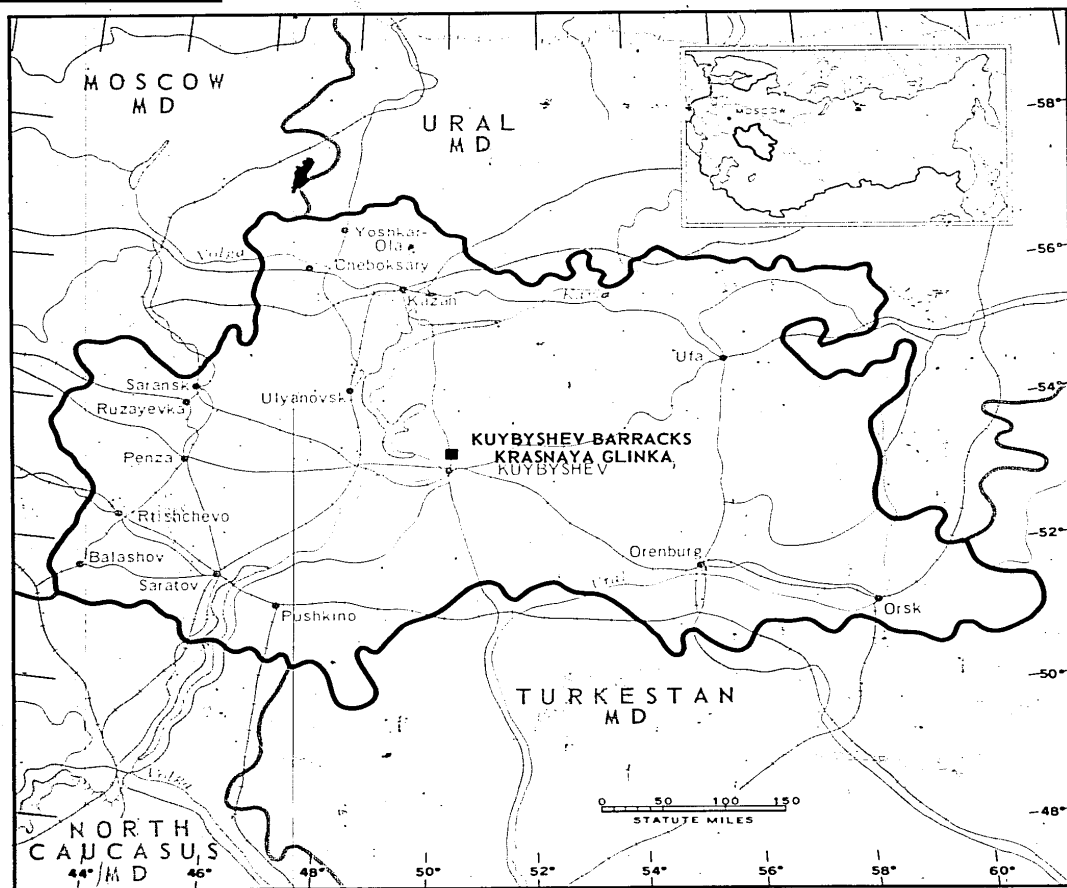 MOSCOW
MD
URAL
MD
MOSCOW
58°
Yoshkar-
Ola
56°
Volga
Cheboksary
Kazan
Ufa
Saransk
54°
Ruzayevka
Ulyanovsk
KUYBYSHEV BARRACKS
KRASNAYA GLINKA
Penza
KUYBYSHEV
Rtishchevo
52°
Balashov
Orenburg
Saratov
Ural
Pushkino
Orsk
50°
TURKESTAN
MD
Volga
0 50 100 150
STATUTE MILES
48°
NORTH
CAUCASUS
MD
44° 46° 48° 50° 52° 54° 56° 58° 60°